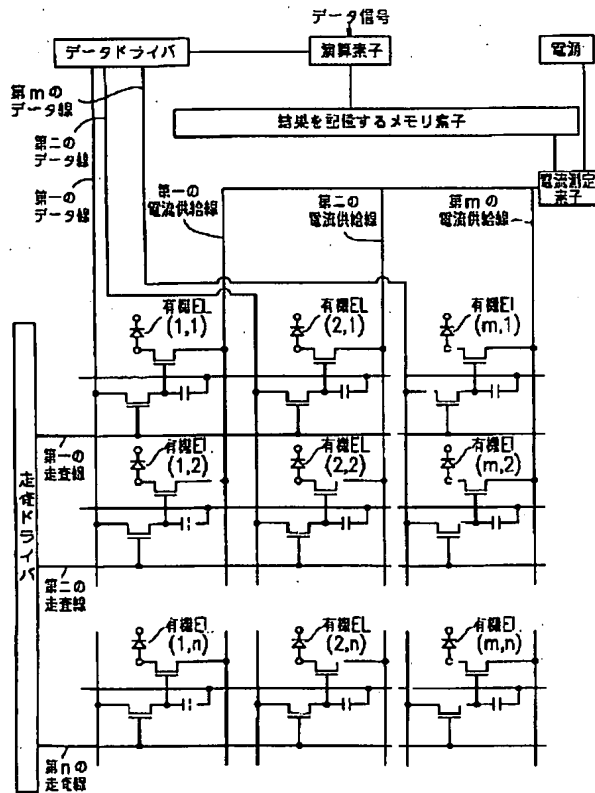 データ信号
データドライバ
演算素子
電源
第mの
データ線
結果を記憶するメモリ素子
第二の
データ線
電流測定
素子
第一の
データ線
第一の
電流供給線
第二の
電流供給線
第mの
電流供給線
有機EL
(1,1)
有機EL
(2,1)
有機EL
(m,1)
第一の
走査線
有機EL
(1,2)
有機EL
(2,2)
有機EL
(m,2)
走査ドライバ
第二の
走査線
有機EL
(1,n)
有機EL
(2,n)
有機EL
(m,n)
第nの
走査線